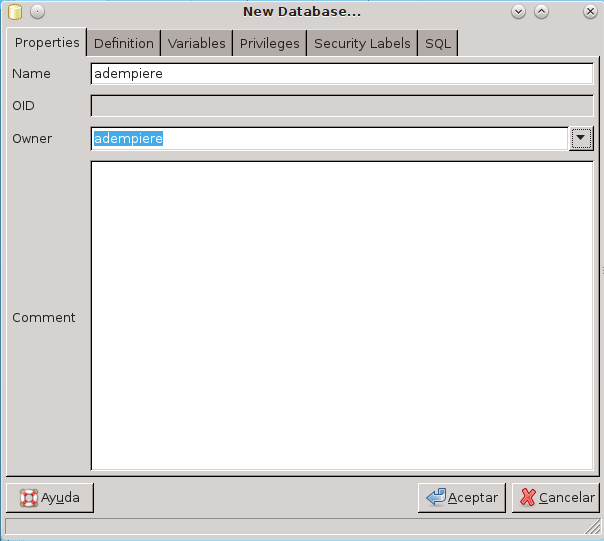 New Database...
Properties Definition Variables Privileges Security Labels SQL
Name adempiere
OID
Owner adempiere
Comment
Ayuda Aceptar Cancelar